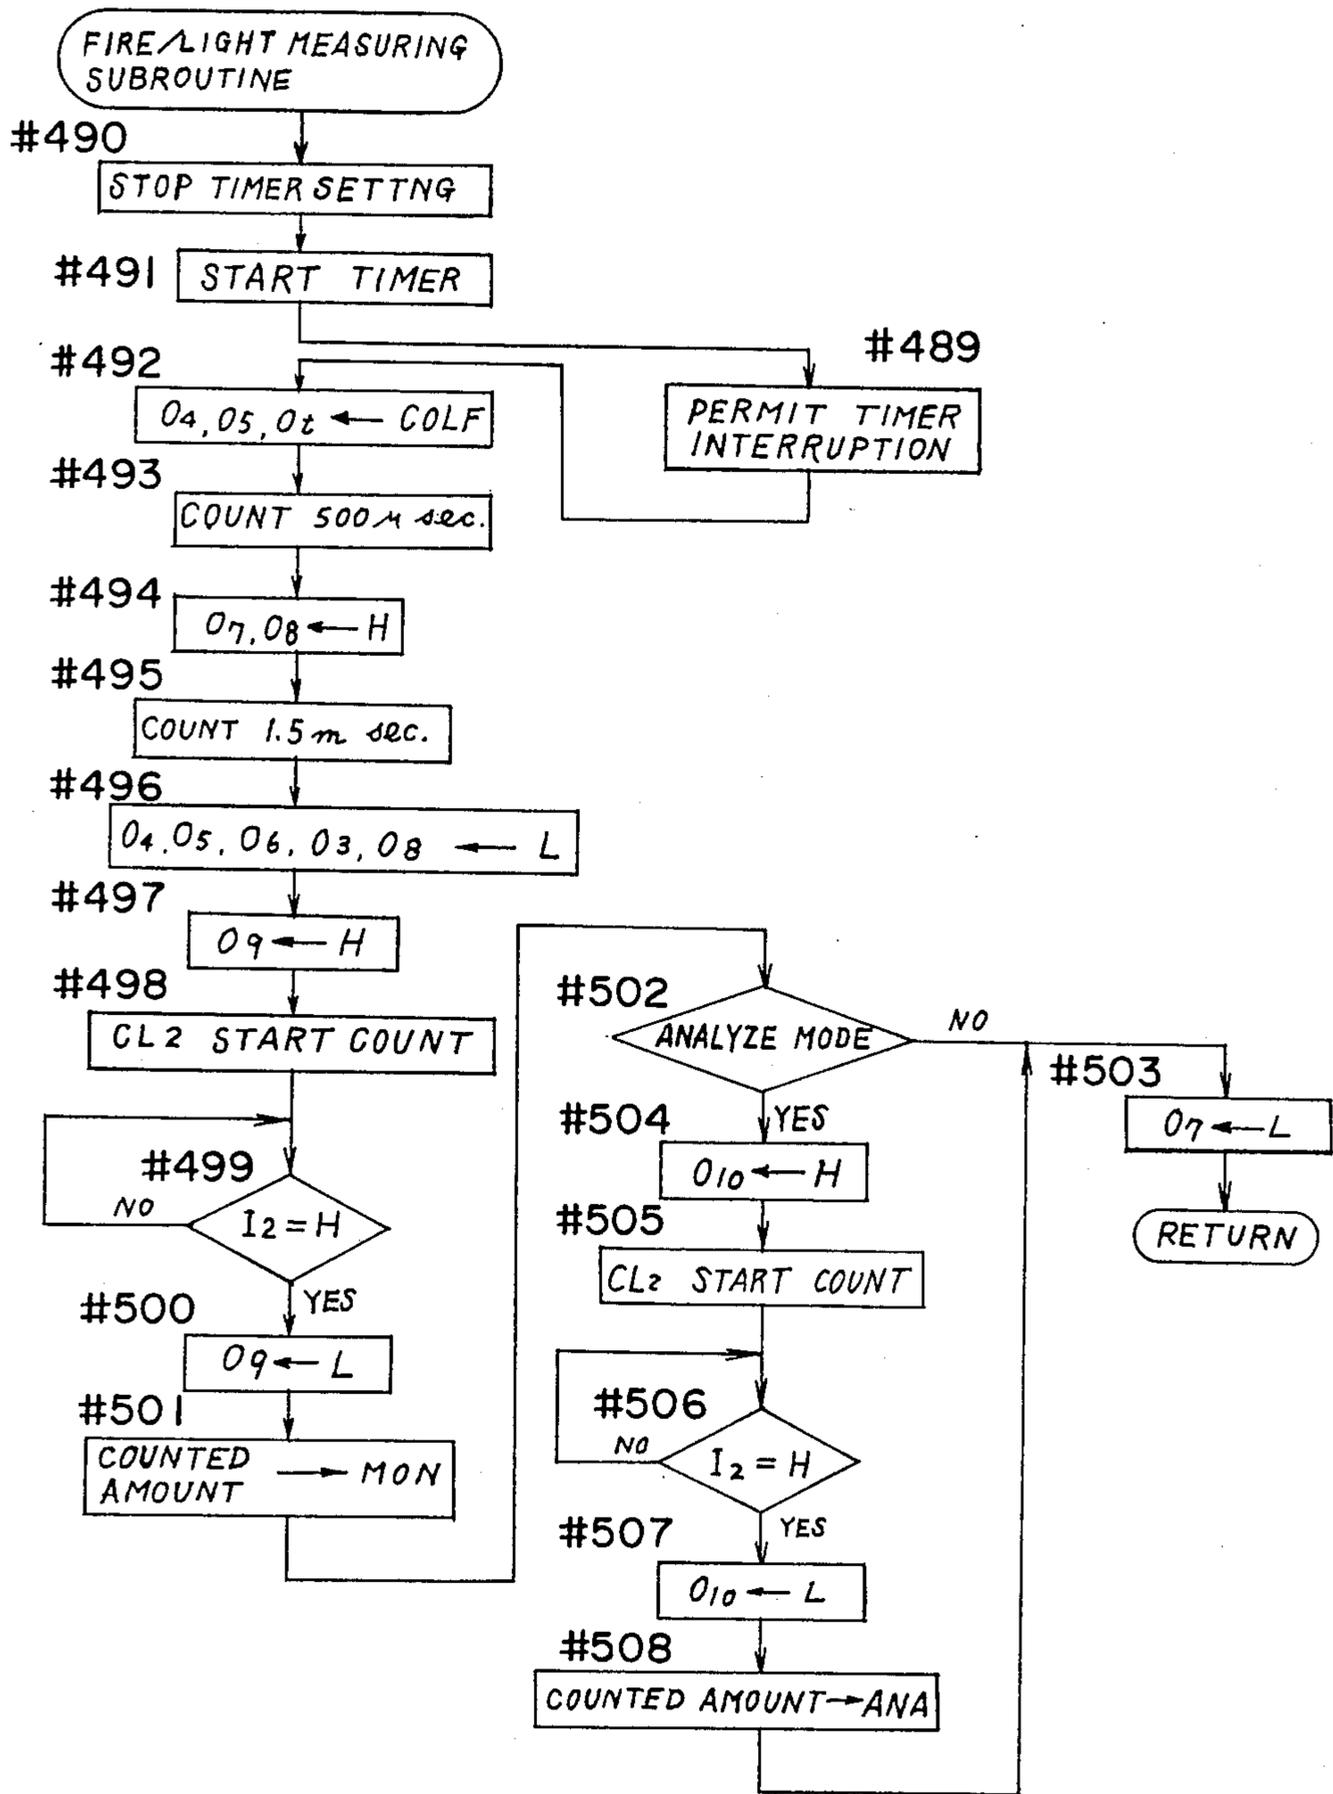 FIRE/LIGHT MEASURING
SUBROUTINE
#490
STOP TIMER SETTNG
#491
START TIMER
#489
PERMIT TIMER
INTERRUPTION
#492
O4, O5, Ot ← COLF
#493
COUNT 500μ sec.
#494
O7, O8 ← H
#495
COUNT 1.5m sec.
#496
O4, O5, O6, O3, O8 ← L
#497
O9 ← H
#498
CL2 START COUNT
#499
I2 = H
NO
YES
#500
O9 ← L
#501
COUNTED
AMOUNT → MON
#502
ANALYZE MODE
NO
YES
#503
O7 ← L
RETURN
#504
O10 ← H
#505
CL2 START COUNT
#506
I2 = H
NO
YES
#507
O10 ← L
#508
COUNTED AMOUNT → ANA